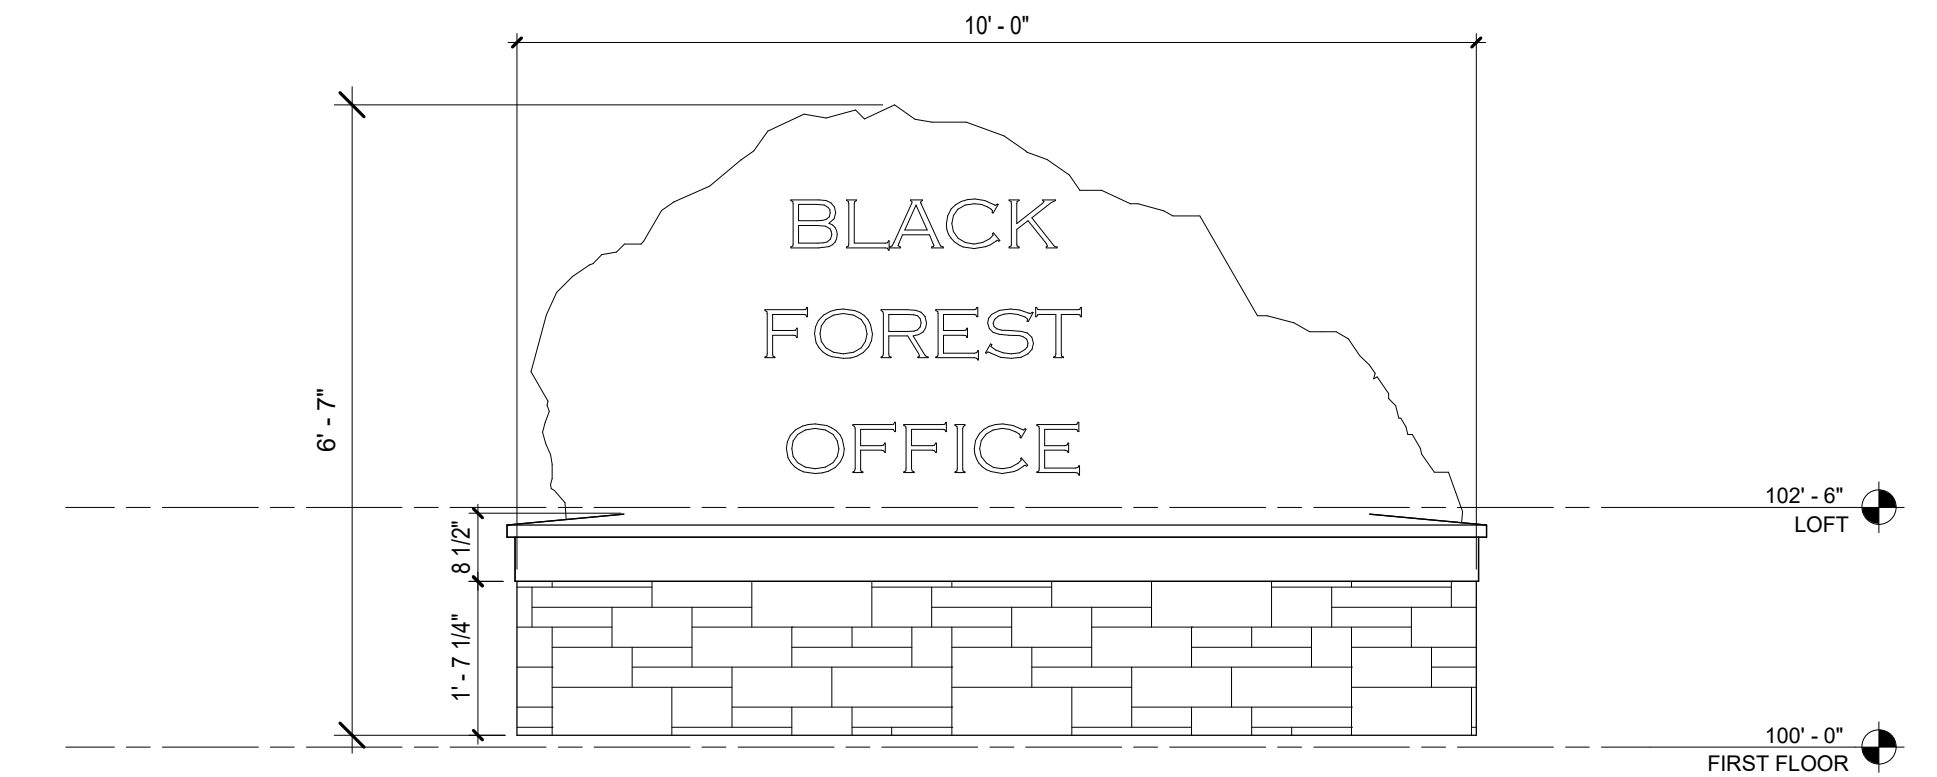 10' - 0"
BLACK
FOREST
OFFICE
6' - 7"
8 1/2"
1' - 7 1/4"
102' - 6"
LOFT
100' - 0"
FIRST FLOOR